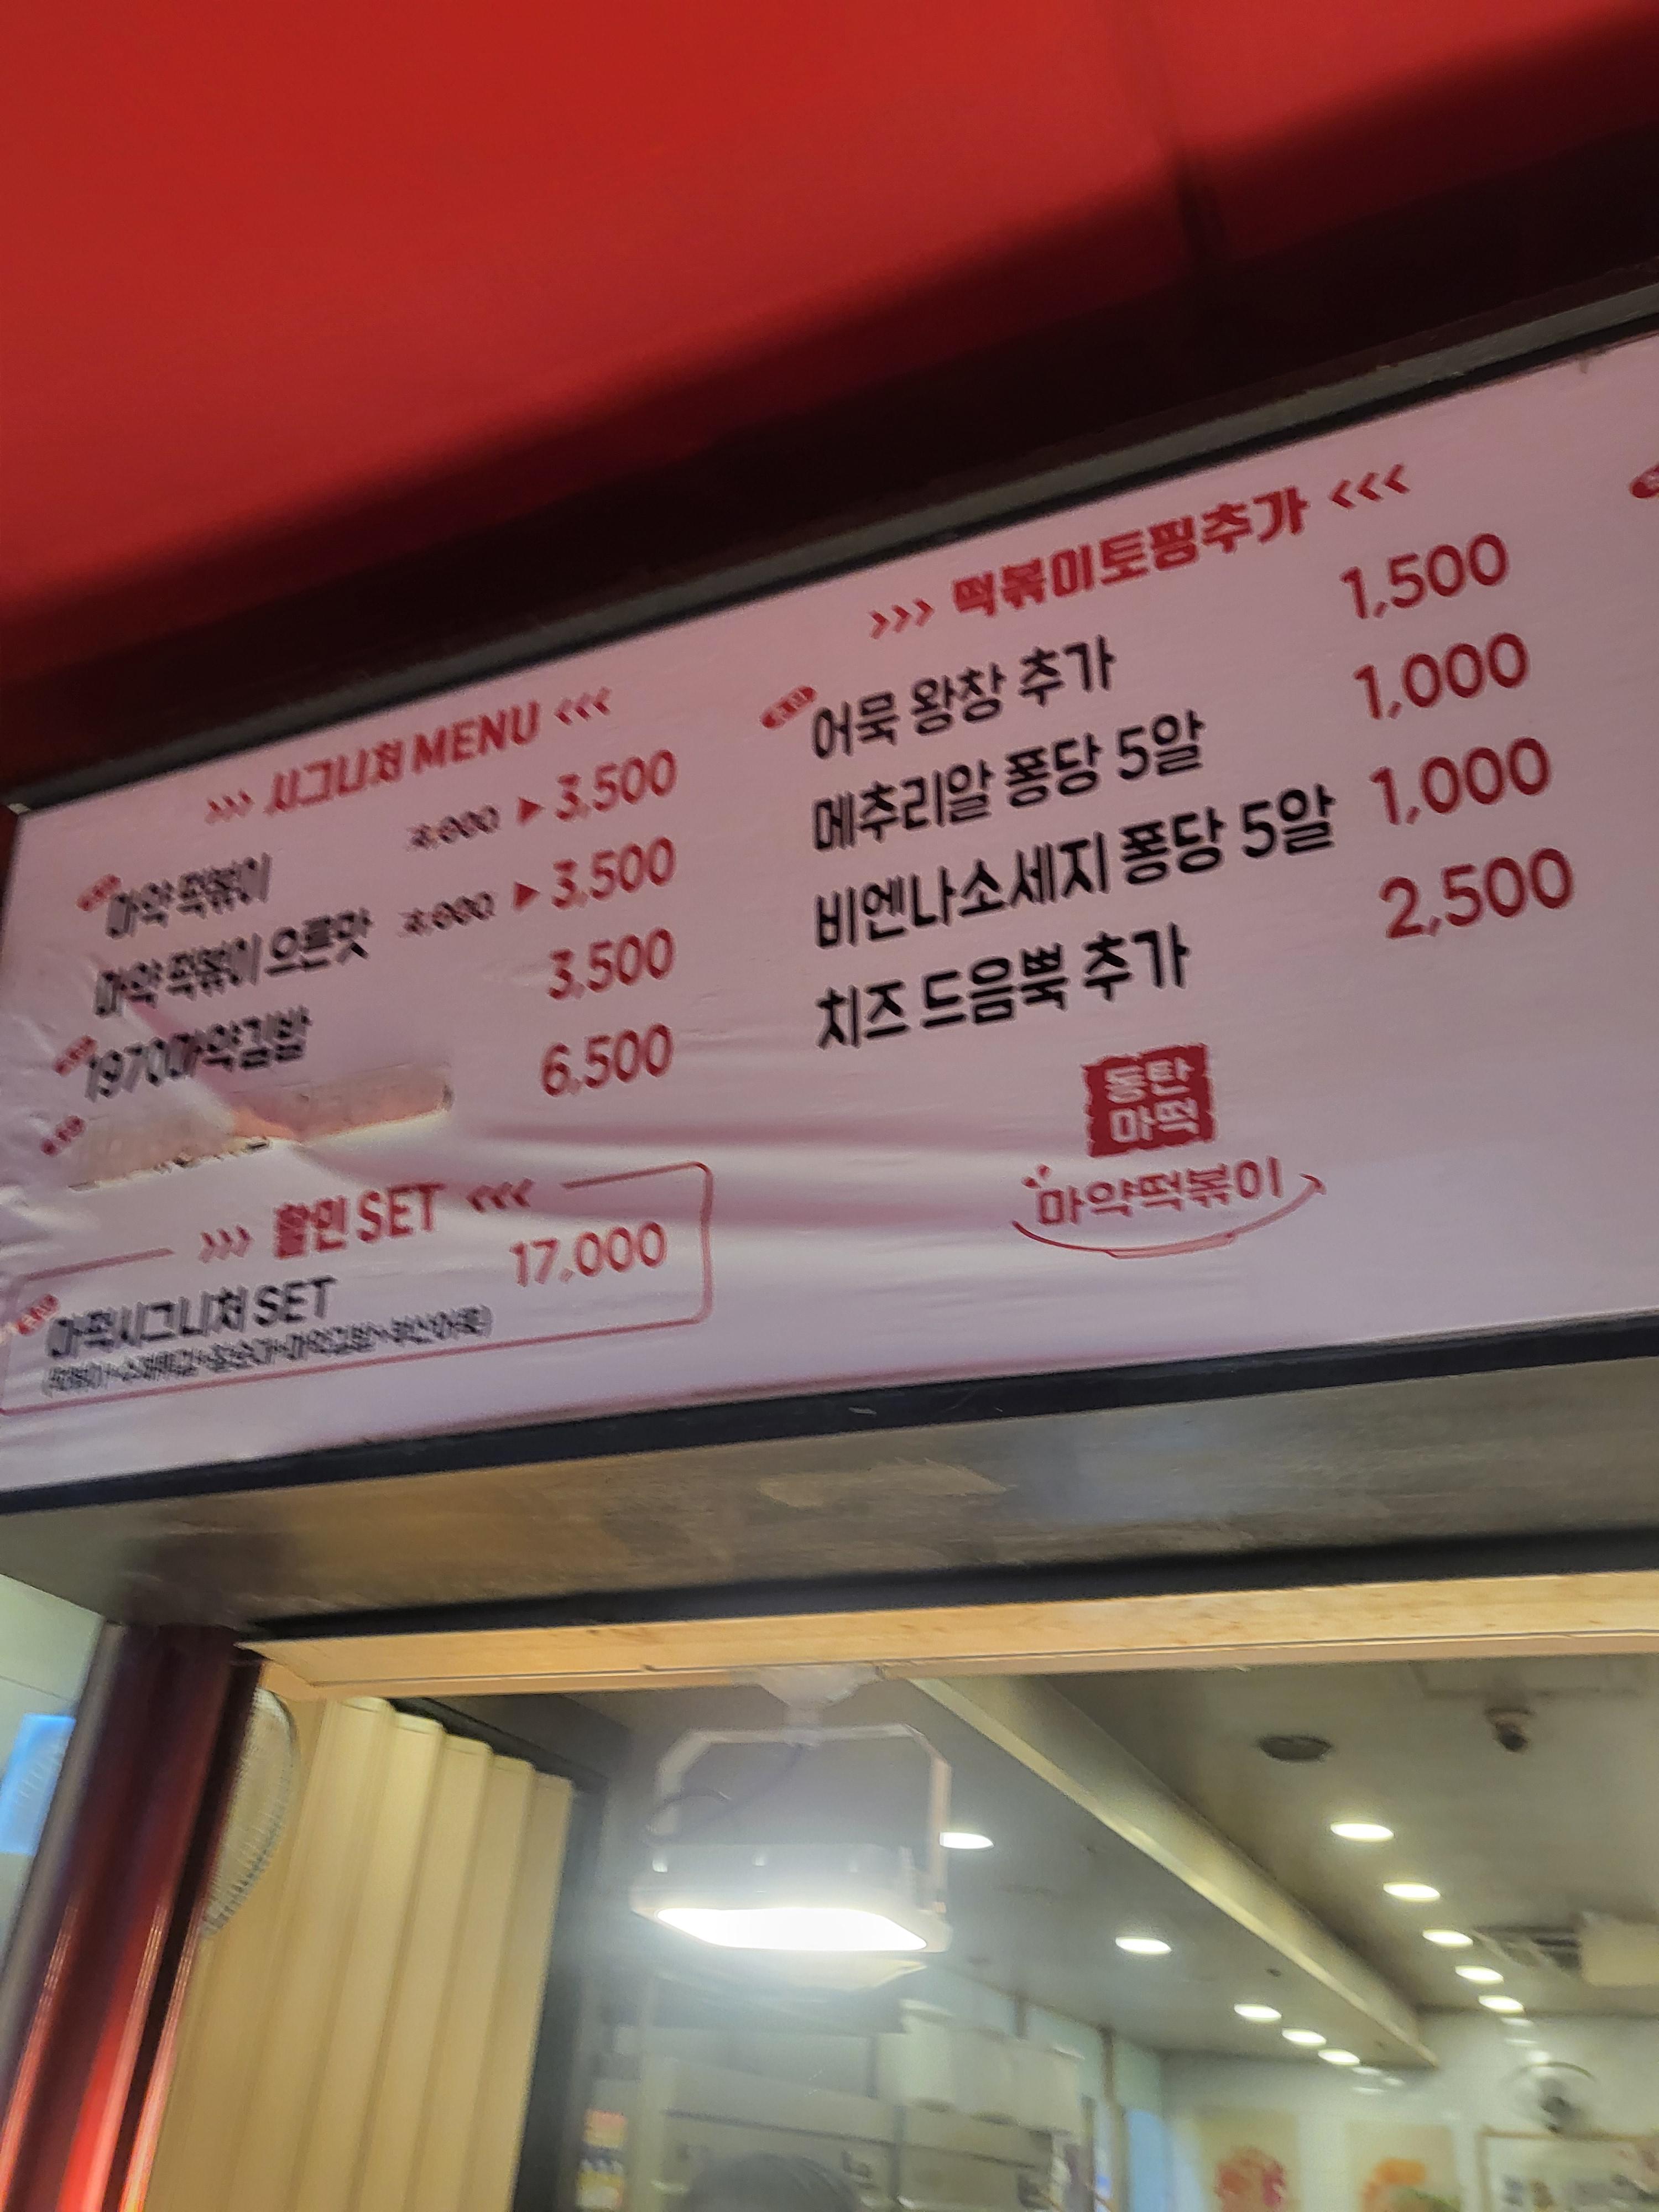 >>> 시그니처 MENU <<<
마약 떡볶이 4,000 ▶ 3,500
마약 떡볶이 으른맛 4,000 ▶ 3,500
1970마약김밥 3,500
6,500
>>> 할인 SET <<<
마떡시그니처 SET 17,000
>>> 떡볶이토핑추가 <<<
어묵 왕창 추가 1,500
메추리알 퐁당 5알 1,000
비엔나소세지 퐁당 5알 1,000
치즈 드음뿍 추가 2,500
동탄
마떡
마약떡볶이